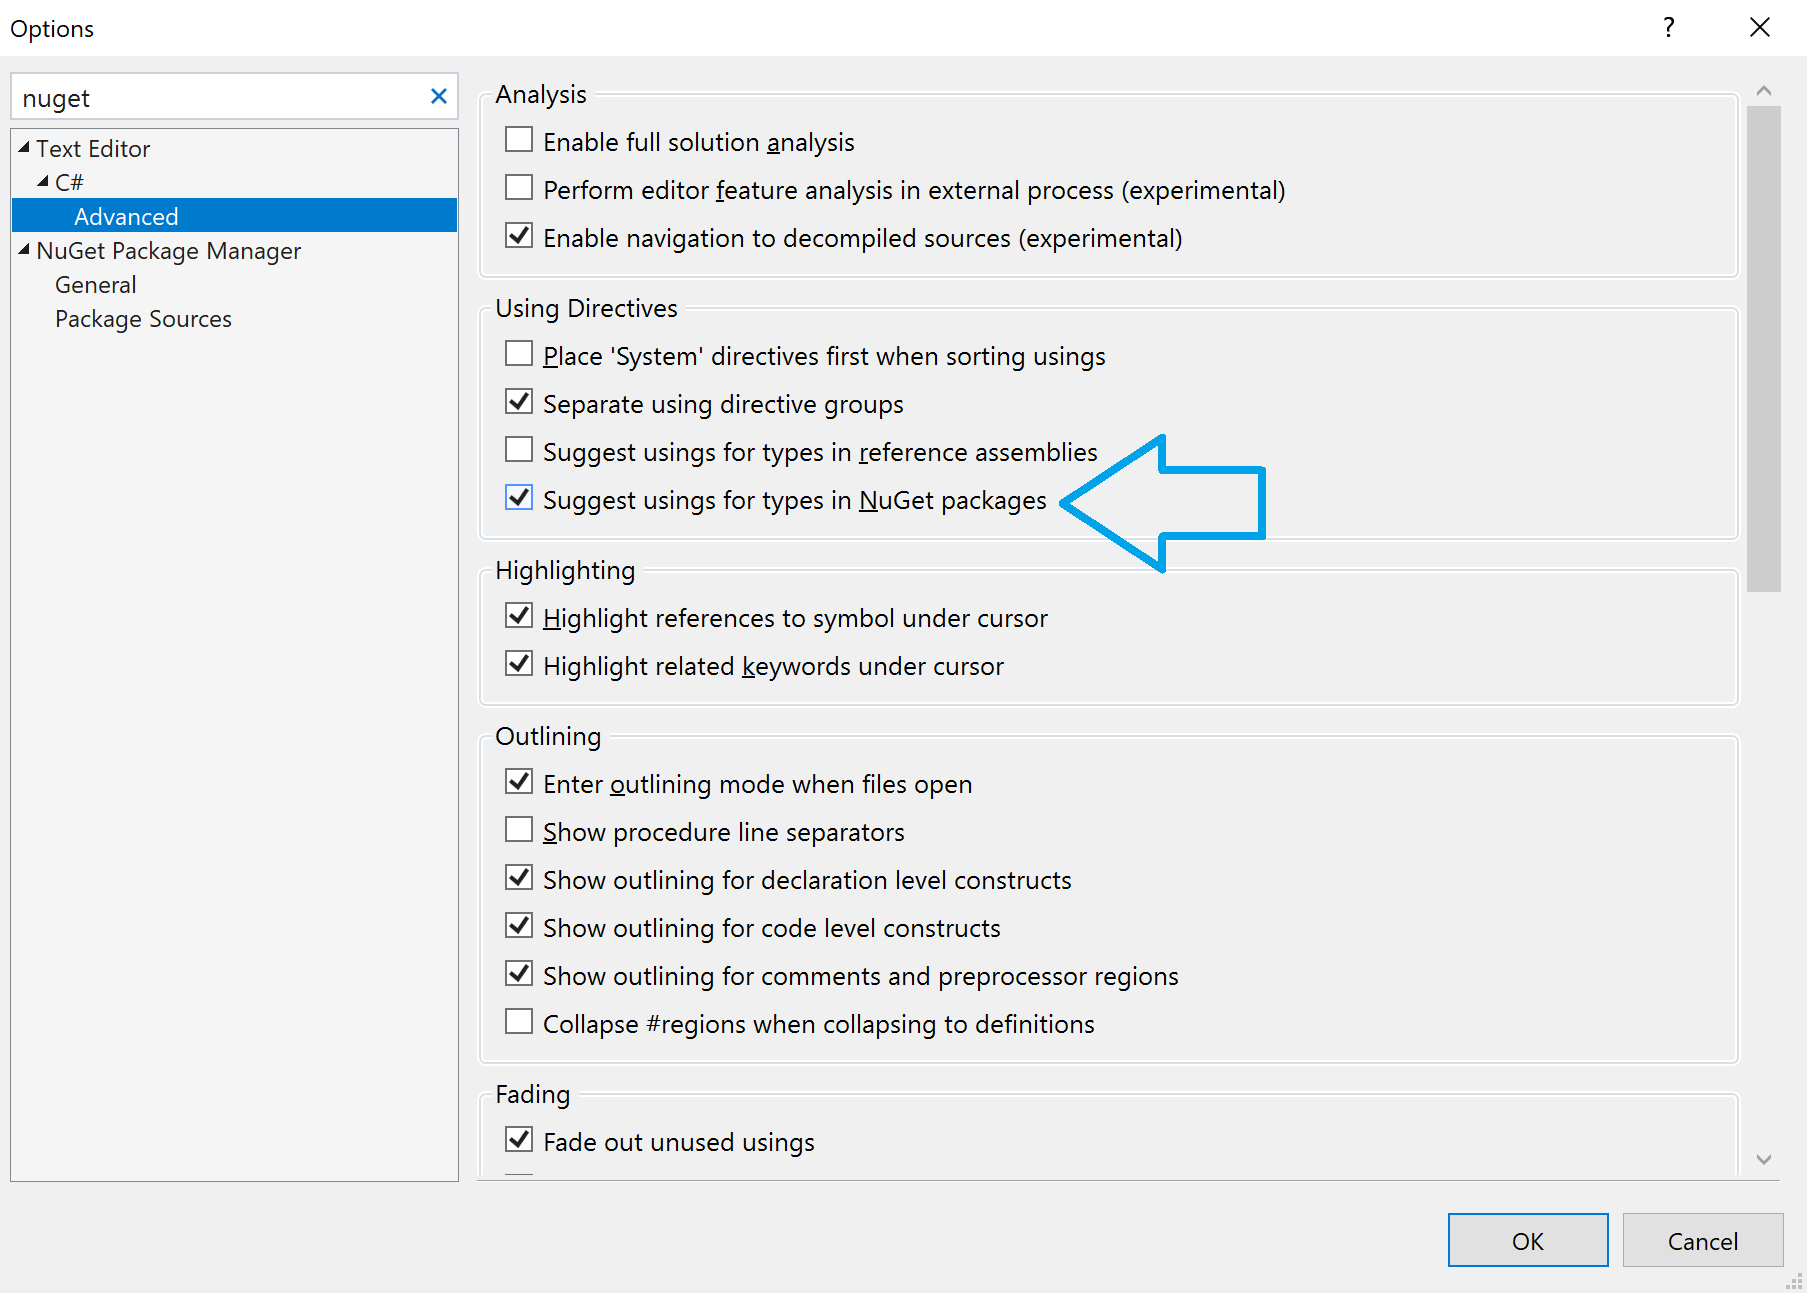 Options
?
nuget
Text Editor
C#
Advanced
NuGet Package Manager
General
Package Sources
Analysis
Enable full solution analysis
Perform editor feature analysis in external process (experimental)
Enable navigation to decompiled sources (experimental)
Using Directives
Place 'System' directives first when sorting usings
Separate using directive groups
Suggest usings for types in reference assemblies
Suggest usings for types in NuGet packages
Highlighting
Highlight references to symbol under cursor
Highlight related keywords under cursor
Outlining
Enter outlining mode when files open
Show procedure line separators
Show outlining for declaration level constructs
Show outlining for code level constructs
Show outlining for comments and preprocessor regions
Collapse #regions when collapsing to definitions
Fading
Fade out unused usings
OK
Cancel